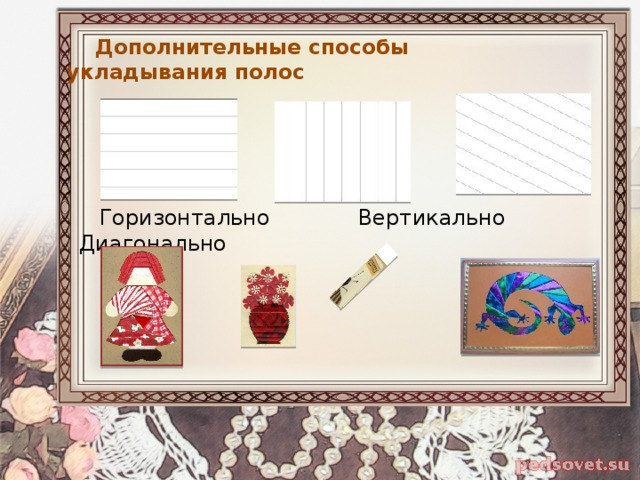 Дополнительные способы
укладывания полос
Горизонтально Вертикально
Диагонально
pedsovet.su